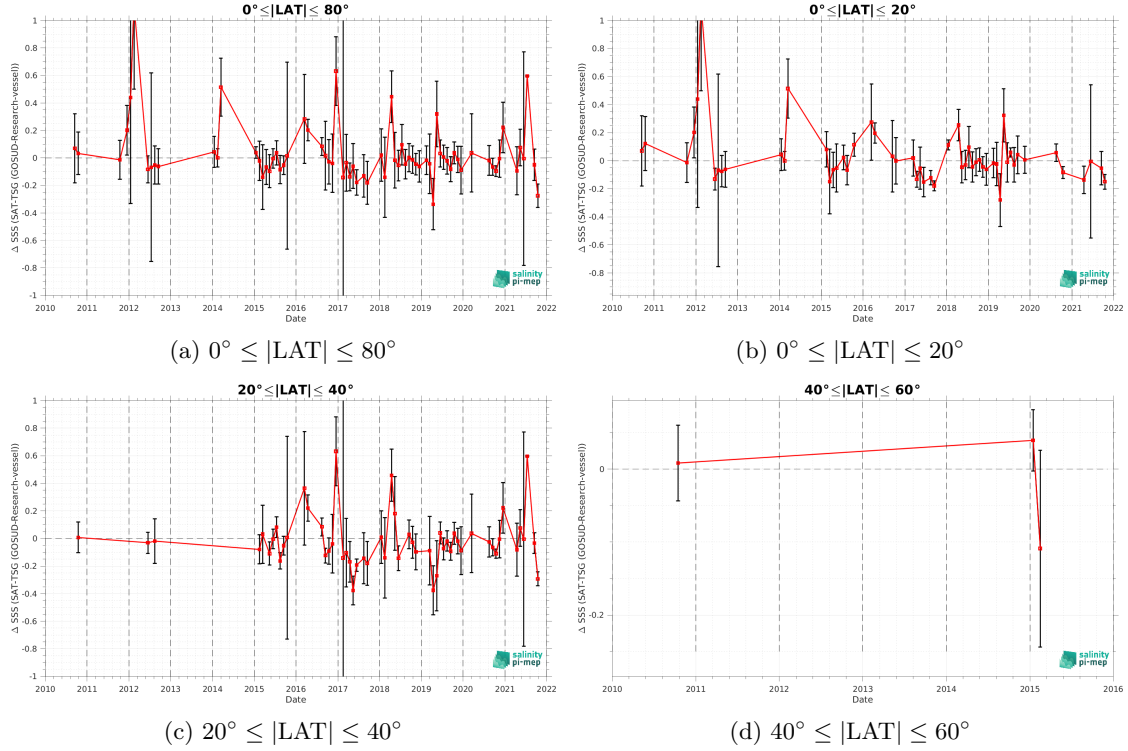 0°≤|LAT|≤ 80°
Δ SSS (SAT-TSG (GOSUD-Research-vessel))
1
0.8
0.6
0.4
0.2
0
-0.2
-0.4
-0.6
-0.8
-1
salinity
pi-mep
2010 2011 2012 2013 2014 2015 2016 2017 2018 2019 2020 2021 2022
Date
(a) 0° ≤ |LAT| ≤ 80°
0°≤|LAT|≤ 20°
Δ SSS (SAT-TSG (GOSUD-Research-vessel))
1
0.8
0.6
0.4
0.2
0
-0.2
-0.4
-0.6
-0.8
salinity
pi-mep
2010 2011 2012 2013 2014 2015 2016 2017 2018 2019 2020 2021 2022
Date
(b) 0° ≤ |LAT| ≤ 20°
20°≤|LAT|≤ 40°
Δ SSS (SAT-TSG (GOSUD-Research-vessel))
1
0.8
0.6
0.4
0.2
0
-0.2
-0.4
-0.6
-0.8
-1
salinity
pi-mep
2010 2011 2012 2013 2014 2015 2016 2017 2018 2019 2020 2021 2022
Date
(c) 20° ≤ |LAT| ≤ 40°
40°≤|LAT|≤ 60°
Δ SSS (SAT-TSG (GOSUD-Research-vessel))
0
-0.2
salinity
pi-mep
2010 2011 2012 2013 2014 2015 2016
Date
(d) 40° ≤ |LAT| ≤ 60°